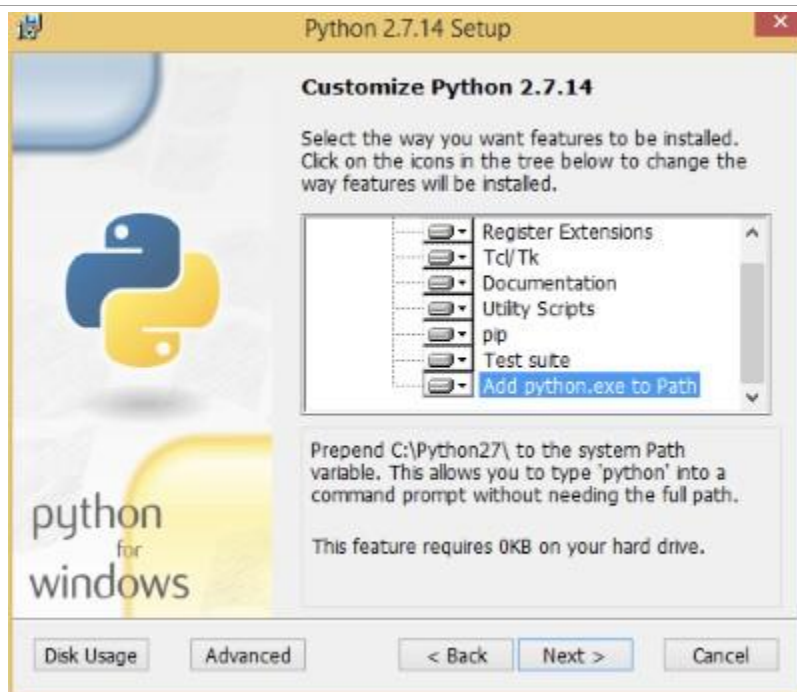 Python 2.7.14 Setup
Customize Python 2.7.14
Select the way you want features to be installed.
Click on the icons in the tree below to change the
way features will be installed.
Register Extensions
Tcl/Tk
Documentation
Utility Scripts
pip
Test suite
Add python.exe to Path
Prepend C:\Python27\ to the system Path
variable. This allows you to type 'python' into a
command prompt without needing the full path.
This feature requires 0KB on your hard drive.
python
for
windows
Disk Usage
Advanced
< Back
Next >
Cancel